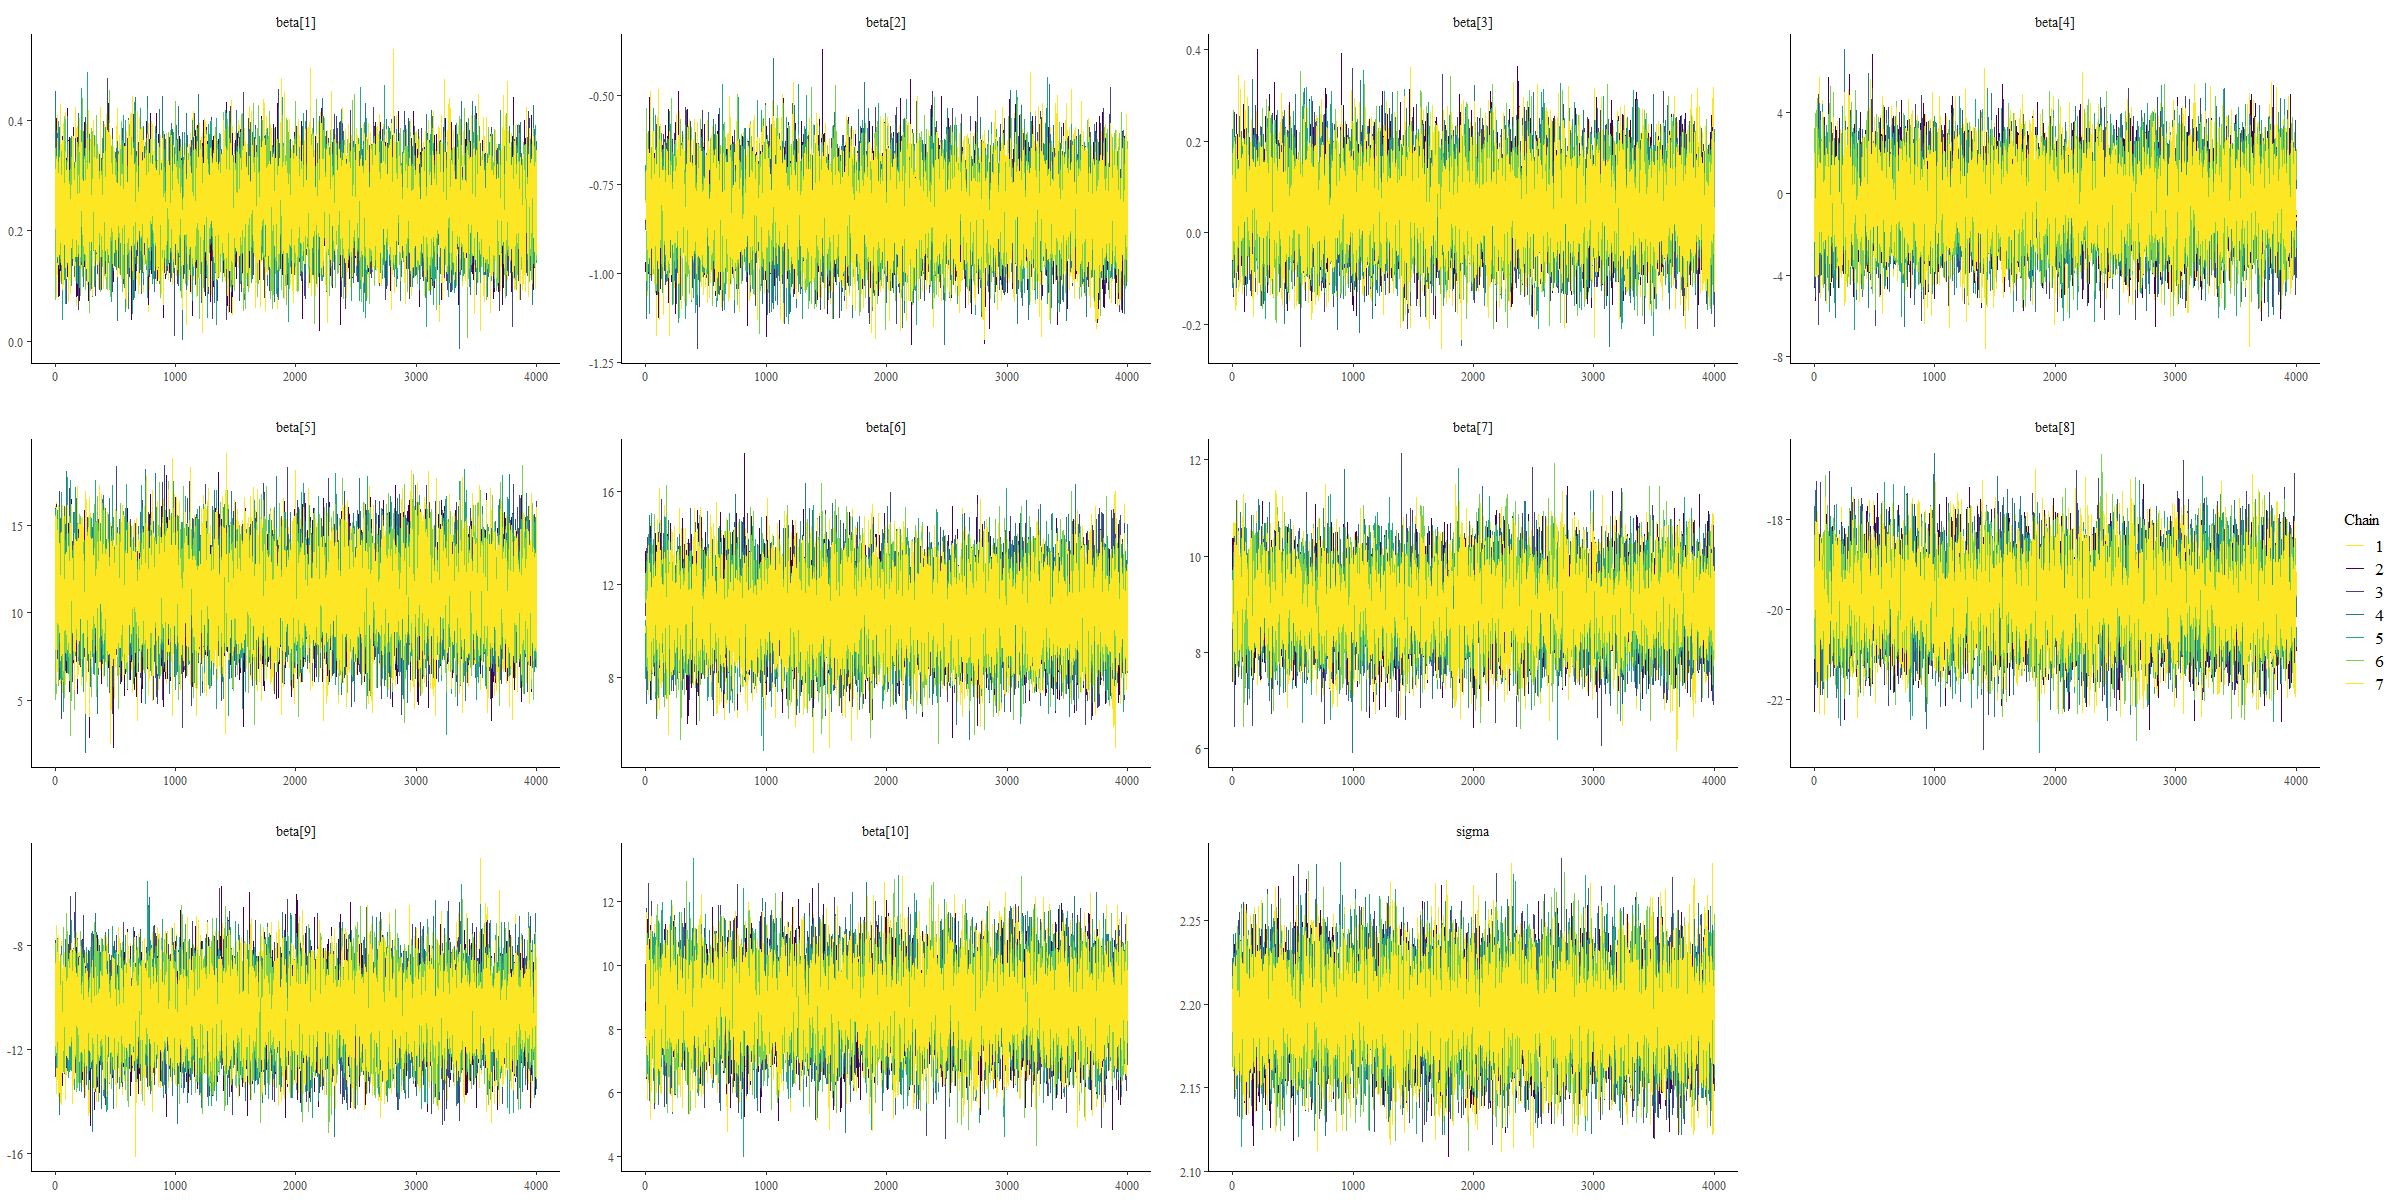 beta[1] beta[2] beta[3] beta[4]
0.4 0.2 0.0
-0.50 -0.75 -1.00 -1.25
0.4 0.2 0.0 -0.2
4 0 -4 -8
0 1000 2000 3000 4000 0 1000 2000 3000 4000 0 1000 2000 3000 4000 0 1000 2000 3000 4000
beta[5] beta[6] beta[7] beta[8]
15 10 5
16 12 8
12 10 8 6
-18 -20 -22
0 1000 2000 3000 4000 0 1000 2000 3000 4000 0 1000 2000 3000 4000 0 1000 2000 3000 4000
beta[9] beta[10] sigma
-8 -12 -16
12 10 8 6 4
2.25 2.20 2.15 2.10
0 1000 2000 3000 4000 0 1000 2000 3000 4000 0 1000 2000 3000 4000
Chain
1
2
3
4
5
6
7